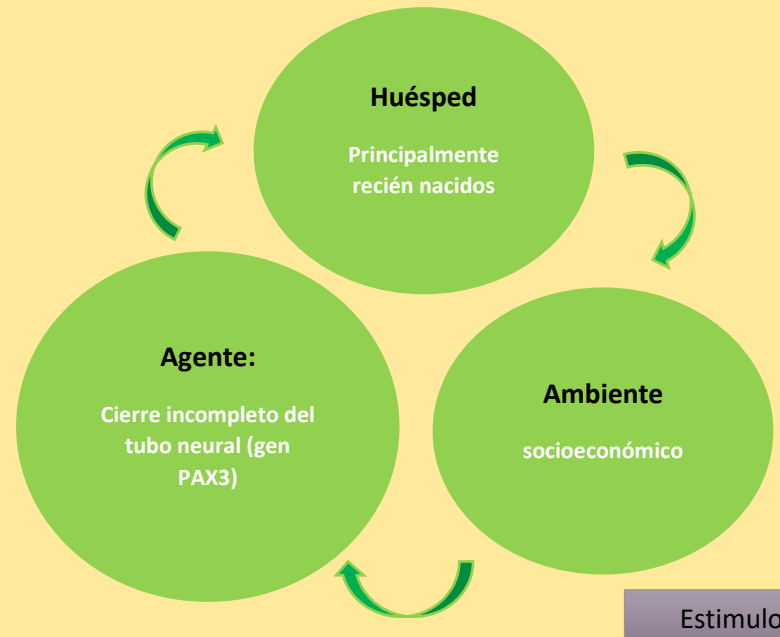 Huésped
Principalmente
recién nacidos
Agente:
Cierre incompleto del
tubo neural (gen
PAX3)
Ambiente
socioeconómico
Estimulo